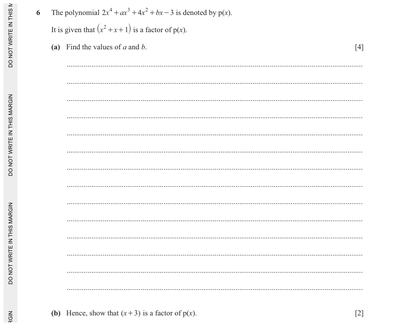 DO NOT WRITE IN THIS M
DO NOT WRITE IN THIS MARGIN
DO NOT WRITE IN THIS MARGIN
RGIN
6 The polynomial 2x⁴ + ax³ + 4x² + bx − 3 is denoted by p(x).
It is given that (x² + x + 1) is a factor of p(x).
(a) Find the values of a and b. [4]
(b) Hence, show that (x + 3) is a factor of p(x). [2]